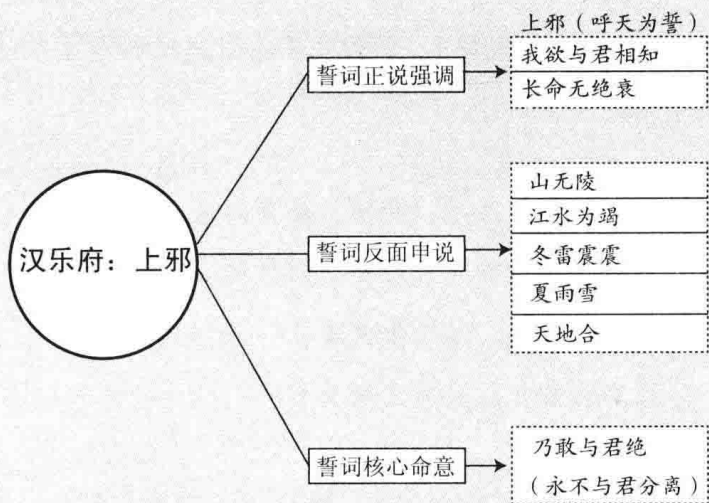 汉乐府：上邪
誓词正说强调
上邪（呼天为誓）
我欲与君相知
长命无绝衰
誓词反面申说
山无陵
江水为竭
冬雷震震
夏雨雪
天地合
誓词核心命意
乃敢与君绝
（永不与君分离）